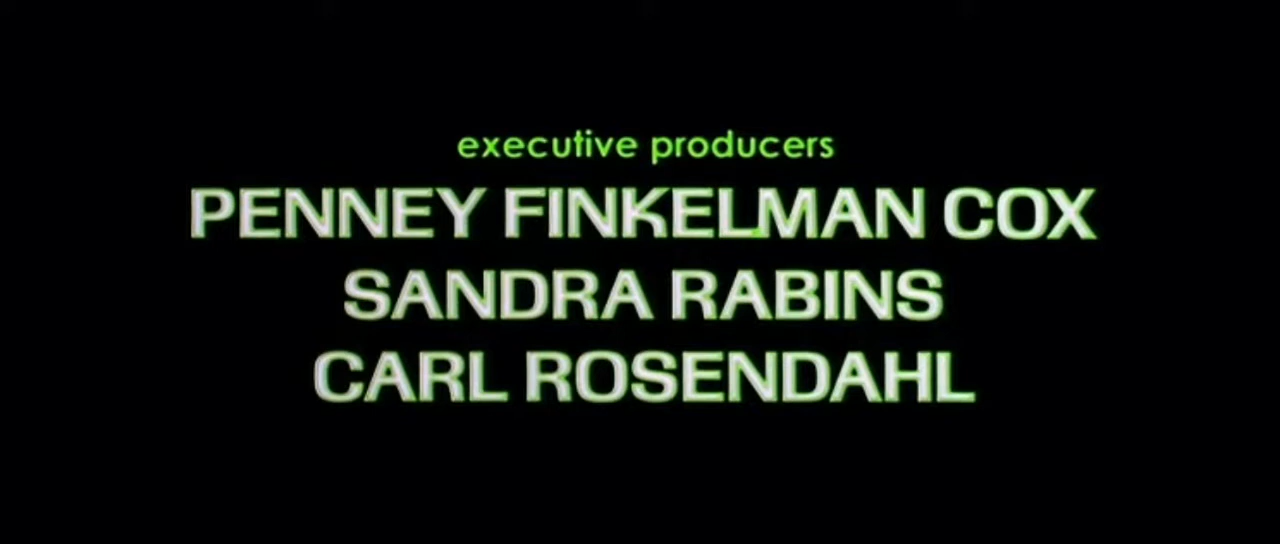 executive producers
PENNEY FINKELMAN COX
SANDRA RABINS
CARL ROSENDAHL